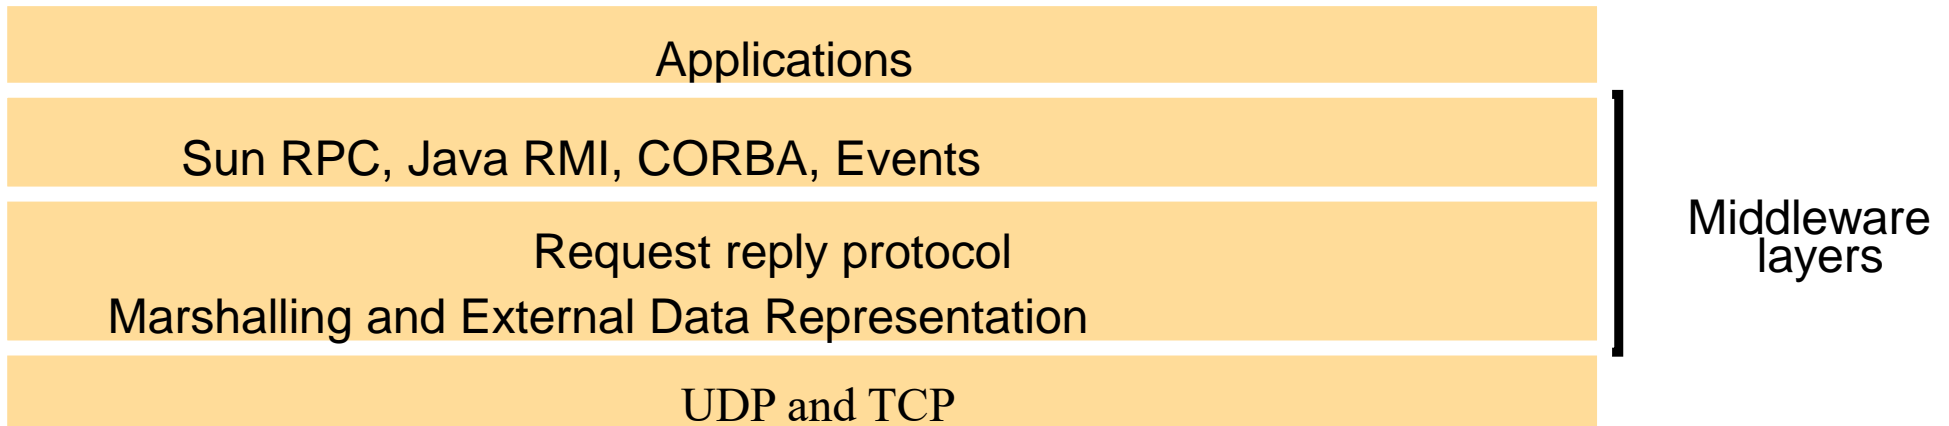 Applications
Sun RPC, Java RMI, CORBA, Events
Request reply protocol
Marshalling and External Data Representation
UDP and TCP
Middleware
layers